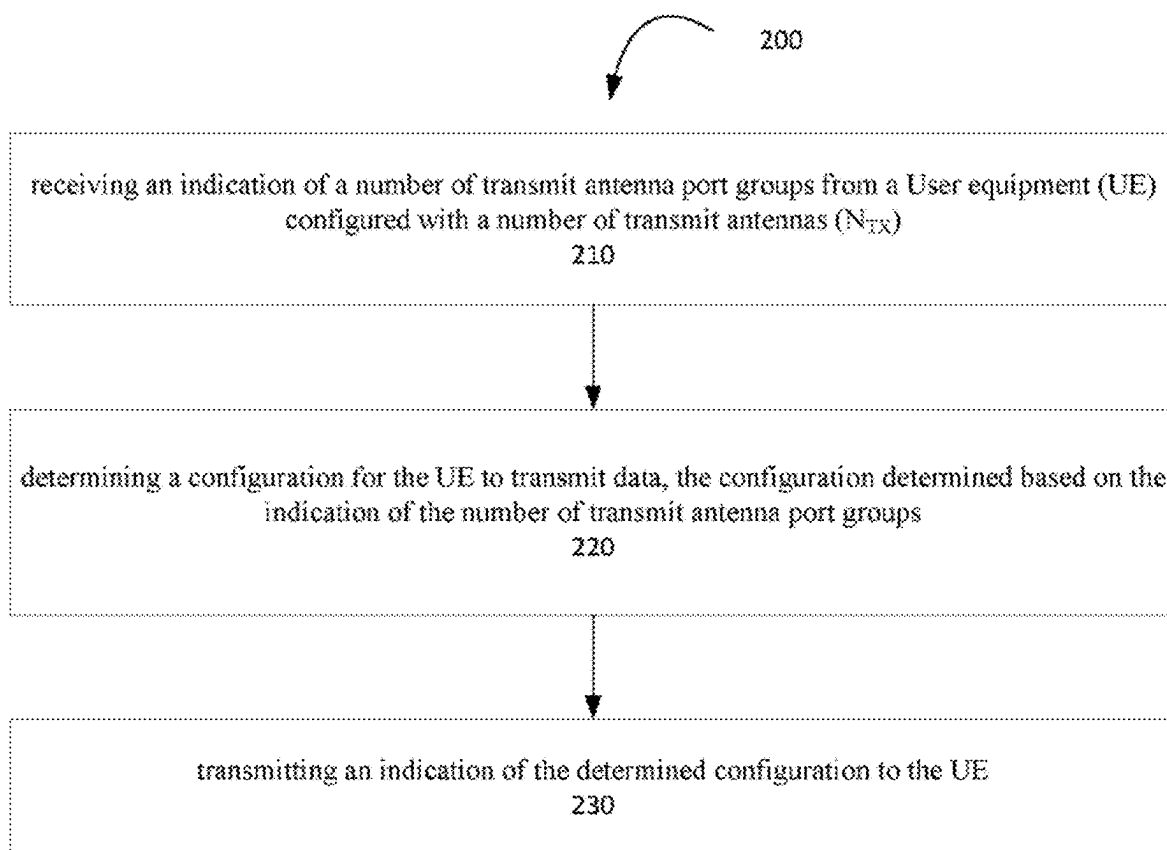 200
receiving an indication of a number of transmit antenna port groups from a User equipment (UE)
configured with a number of transmit antennas (NTX)
210
determining a configuration for the UE to transmit data, the configuration determined based on the
indication of the number of transmit antenna port groups
220
transmitting an indication of the determined configuration to the UE
230